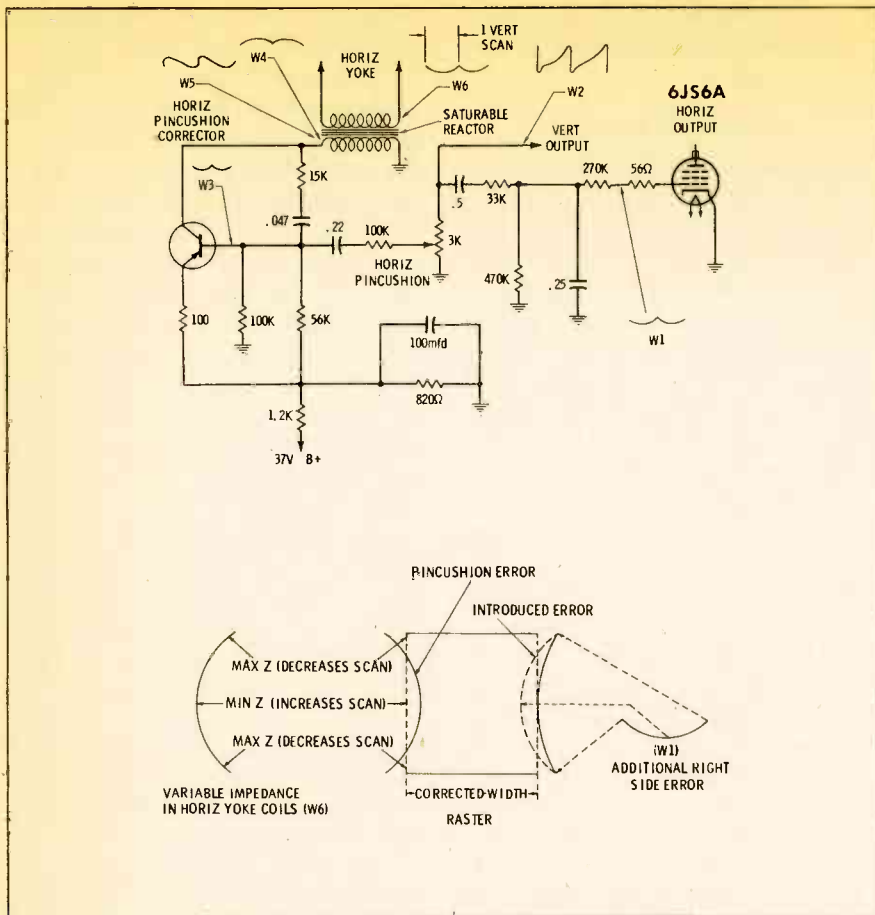 1 VERT
SCAN
W4
HORIZ
YOKE
W5
W6
W2
6JS6A
HORIZ
OUTPUT
HORIZ
PINCUSHION
CORRECTOR
SATURABLE
REACTOR
VERT
OUTPUT
15K
270K
56Ω
W3
.5
33K
.047
.22
100K
3K
HORIZ
PINCUSHION
470K
.25
W1
100
100K
56K
100mfd
820Ω
1.2K
37V B+
PINCUSHION ERROR
INTRODUCED ERROR
MAX Z (DECREASES SCAN)
MIN Z (INCREASES SCAN)
MAX Z (DECREASES SCAN)
(W1)
ADDITIONAL RIGHT
SIDE ERROR
VARIABLE IMPEDANCE
IN HORIZ YOKE COILS (W6)
CORRECTED-WIDTH
RASTER